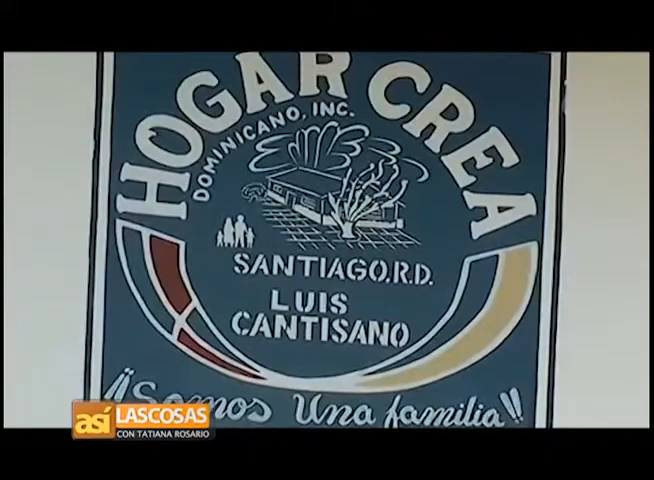 HOGAR CREA
DOMINICANO, INC.
SANTIAGO.R.D.
LUIS
CANTISANO
¡¡Somos Una familia!!
así LASCOSAS
CON TATIANA ROSARIO